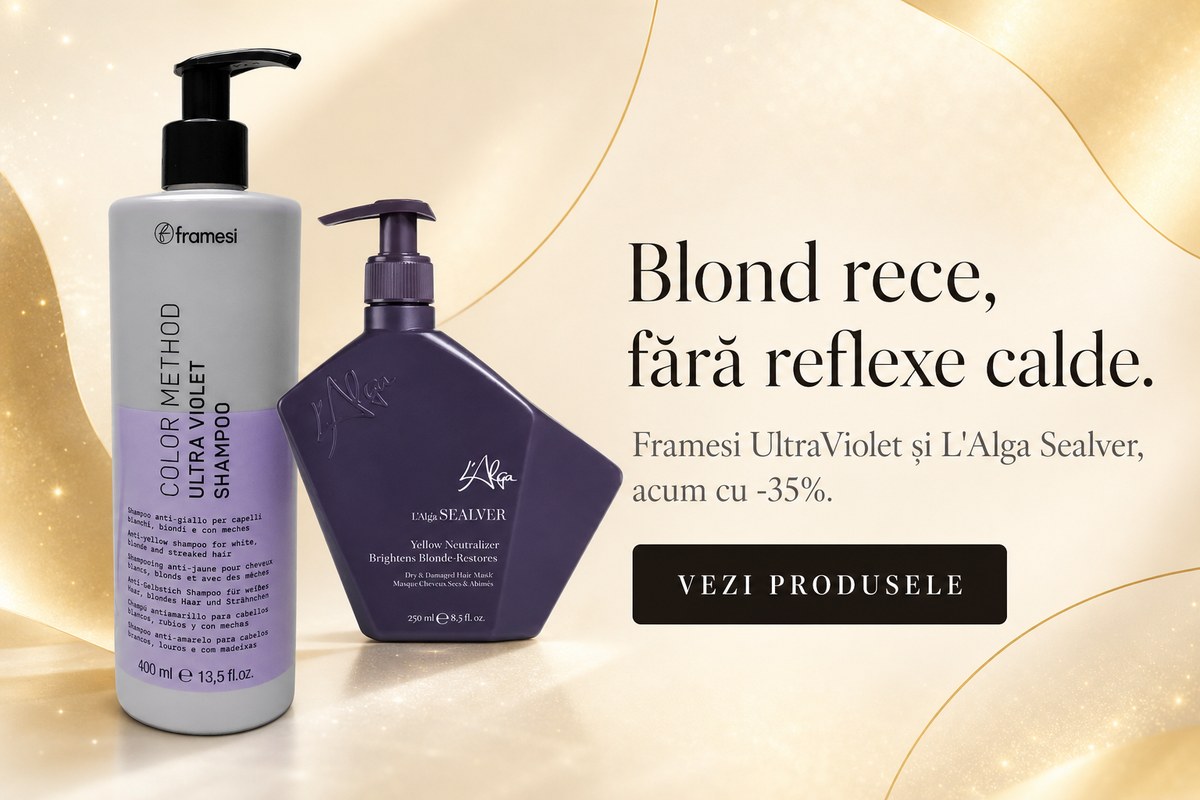 framesi
COLOR METHOD
ULTRA VIOLET
SHAMPOO
Shampoo anti-giallo per capelli
bianchi, biondi e con meches
Anti-yellow shampoo for white,
blonde and streaked hair
Shampooing anti-jaune pour cheveux
blancs, blonds et avec des mèches
Anti-Gelbstich Shampoo für weißes
Haar, blondes Haar und Strähnchen
Champú antiamarillo para cabellos
blancos, rubios y con mechas
Shampoo anti-amarelo para cabelos
brancos, louros e com madeixas
400 ml ℮ 13,5 fl.oz.
L'Alga
L'Alga
L'Alga SEALVER
Yellow Neutralizer
Brightens Blonde-Restores
Dry & Damaged Hair Mask
Masque Cheveux Secs & Abîmés
250 ml ℮ 8.5 fl. oz.
Blond rece,
fără reflexe calde.
Framesi UltraViolet și L'Alga Sealver,
acum cu -35%.
VEZI PRODUSELE